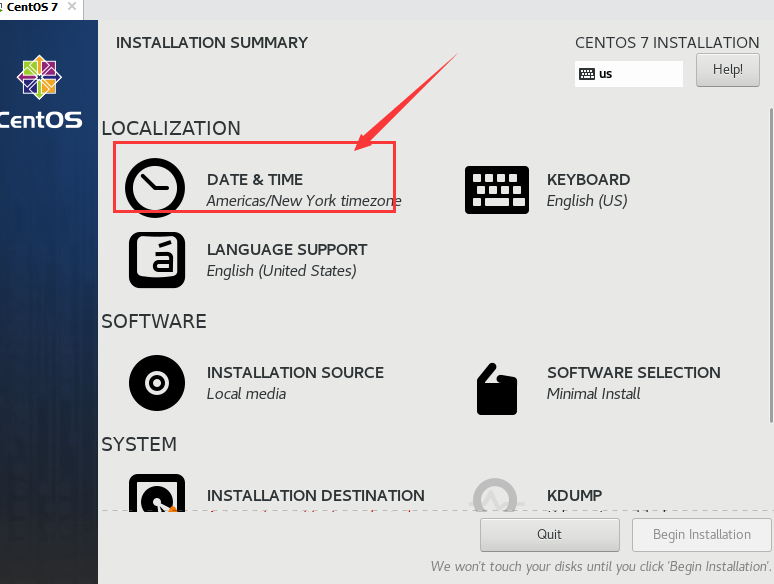 CentOS 7
INSTALLATION SUMMARY
CENTOS 7 INSTALLATION
us
Help!
CentOS
LOCALIZATION
DATE & TIME
Americas/New York timezone
KEYBOARD
English (US)
LANGUAGE SUPPORT
English (United States)
SOFTWARE
INSTALLATION SOURCE
Local media
SOFTWARE SELECTION
Minimal Install
SYSTEM
INSTALLATION DESTINATION
KDUMP
Quit
Begin Installation
We won't touch your disks until you click 'Begin Installation'.